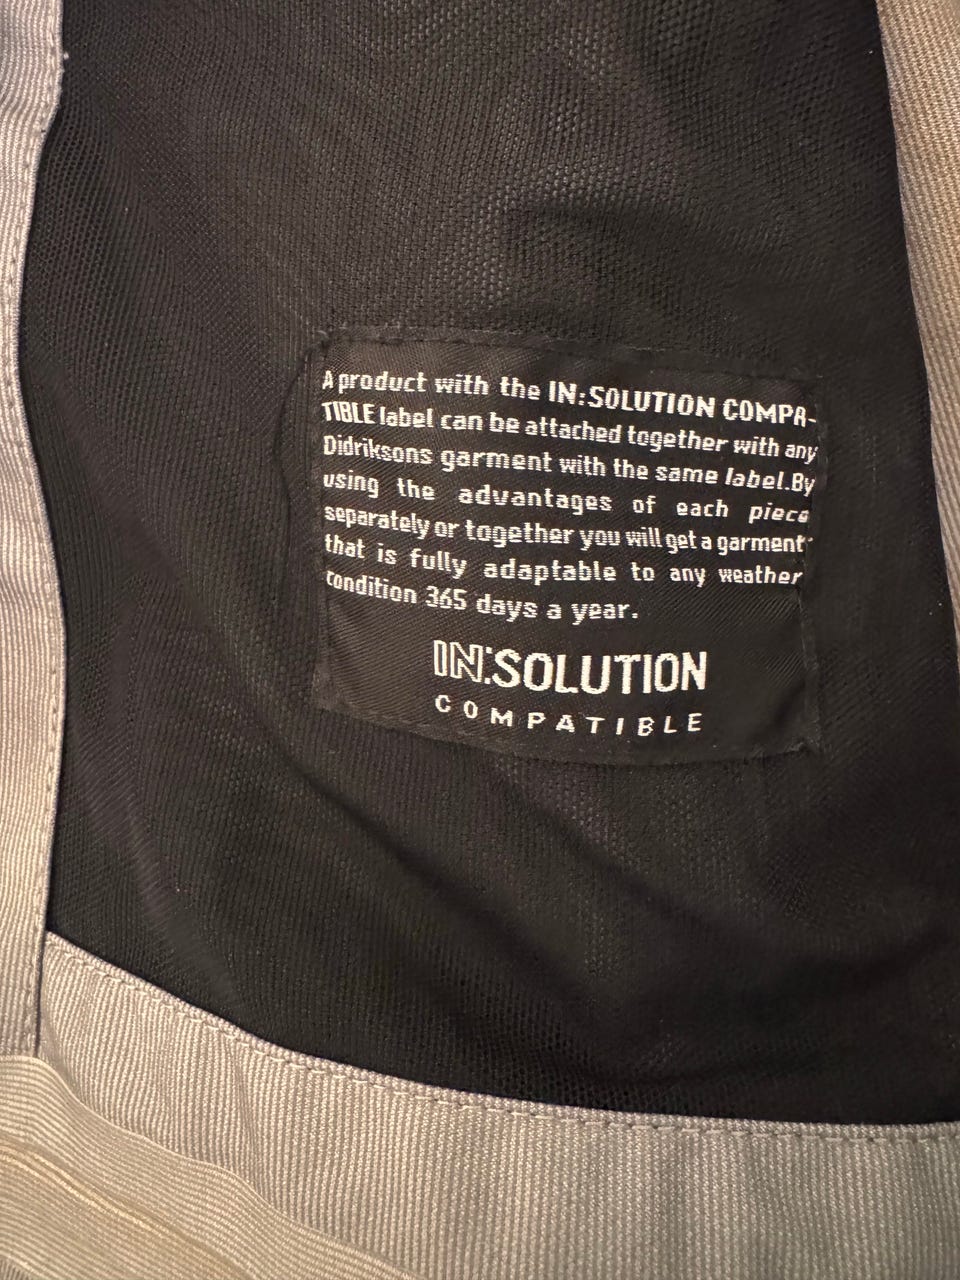 A product with the IN:SOLUTION COMPA-
TIBLE label can be attached together with any
Didriksons garment with the same label.By
using the advantages of each piece
separately or together you will get a garment
that is fully adaptable to any weather
condition 365 days a year.
IN:SOLUTION
COMPATIBLE